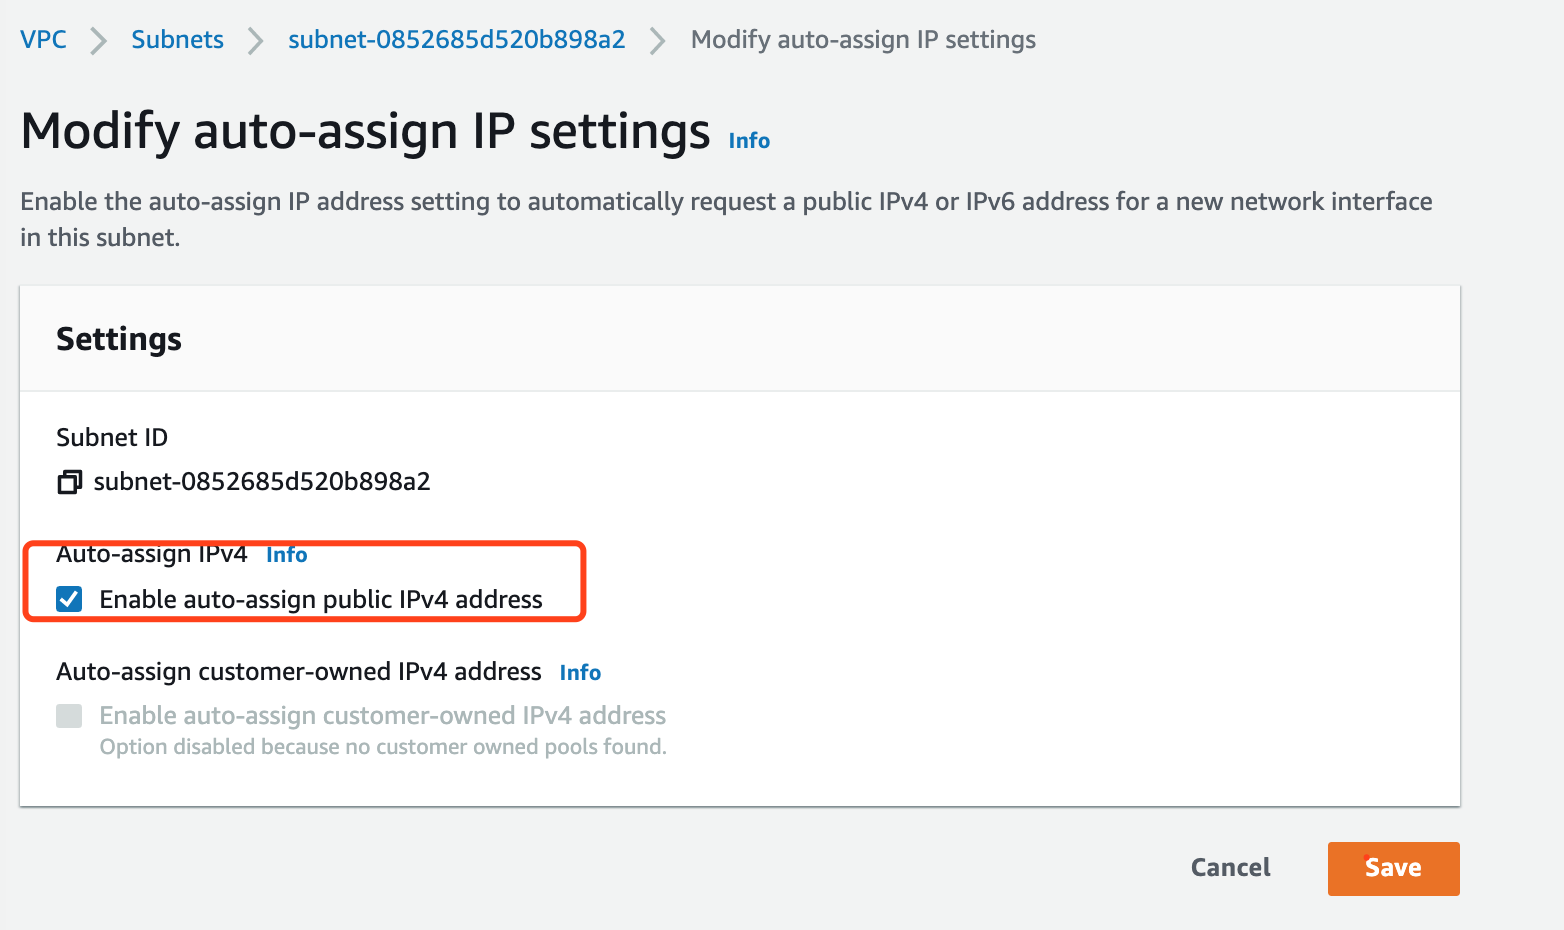 VPC > Subnets > subnet-0852685d520b898a2 > Modify auto-assign IP settings
Modify auto-assign IP settings Info
Enable the auto-assign IP address setting to automatically request a public IPv4 or IPv6 address for a new network interface
in this subnet.
Settings
Subnet ID
subnet-0852685d520b898a2
Auto-assign IPv4 Info
Enable auto-assign public IPv4 address
Auto-assign customer-owned IPv4 address Info
Enable auto-assign customer-owned IPv4 address
Option disabled because no customer owned pools found.
Cancel Save